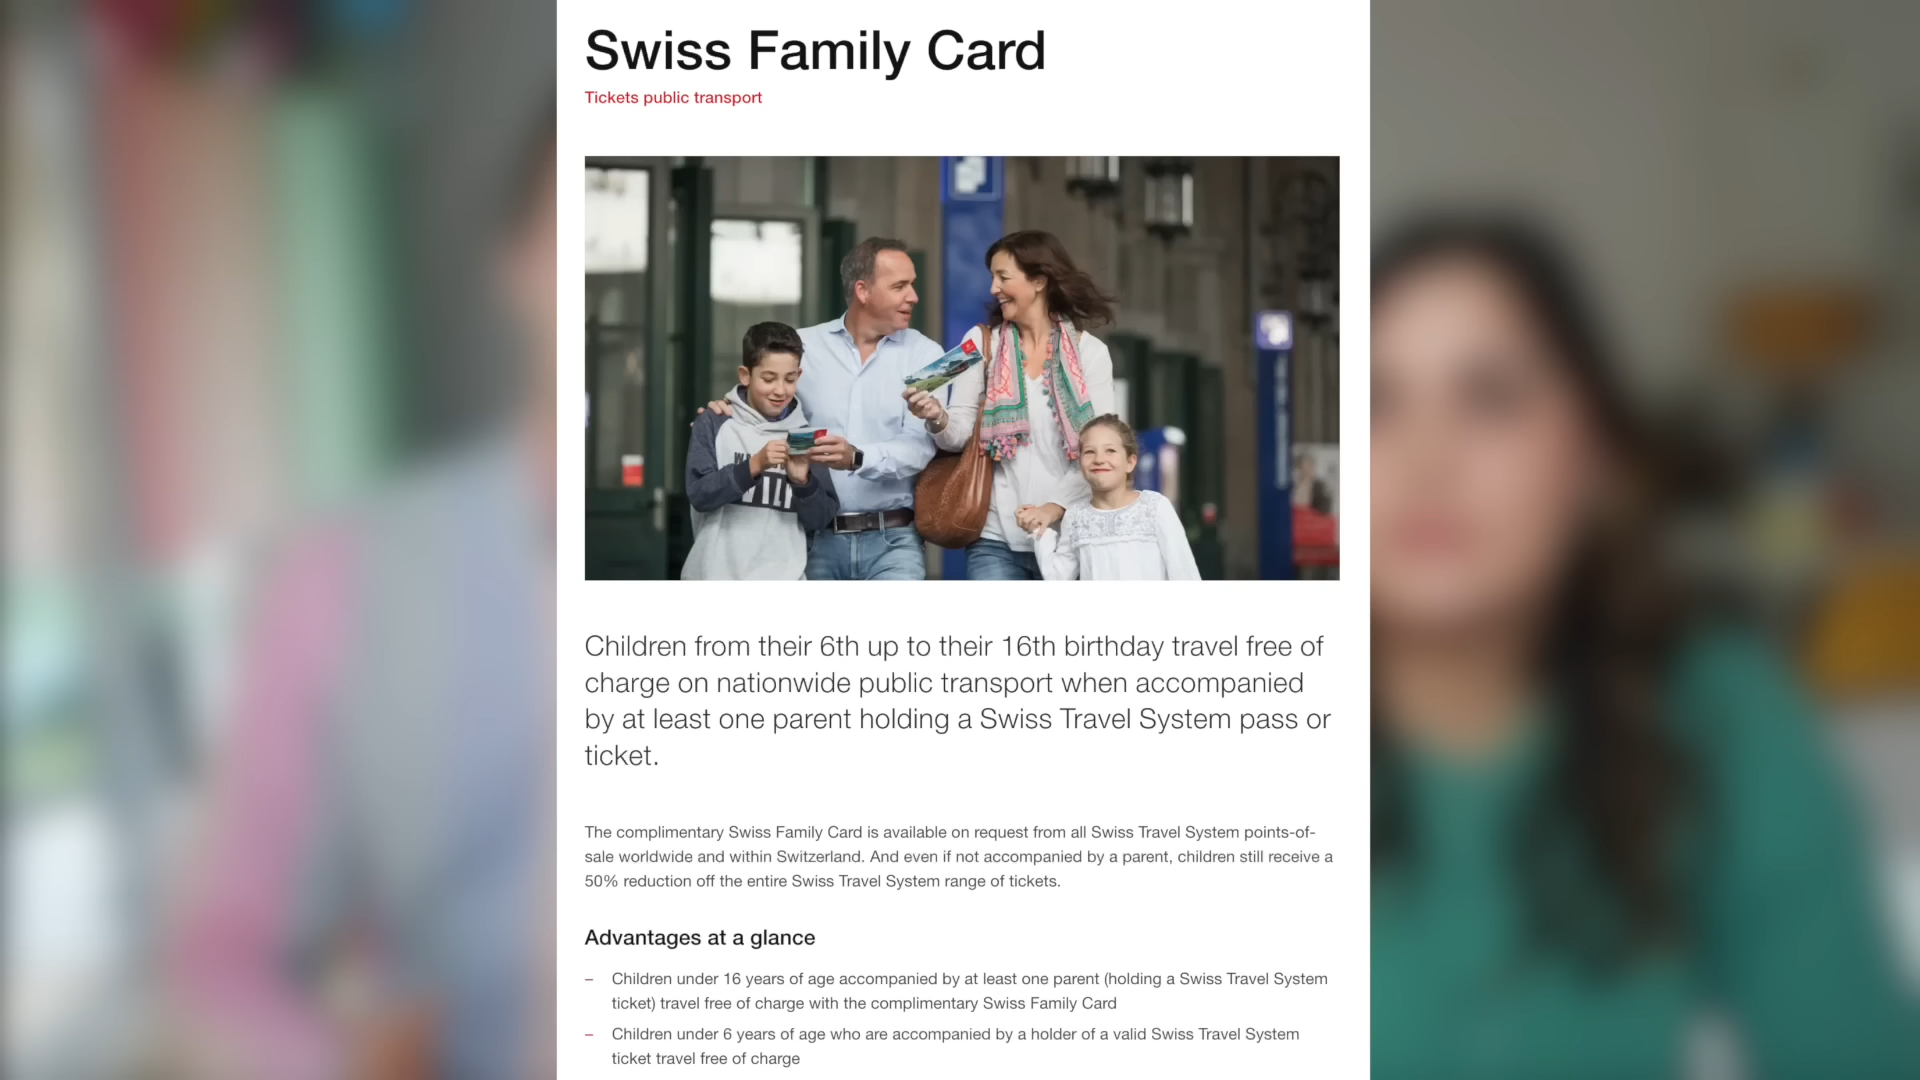 Swiss Family Card
Tickets public transport
Children from their 6th up to their 16th birthday travel free of
charge on nationwide public transport when accompanied
by at least one parent holding a Swiss Travel System pass or
ticket.
The complimentary Swiss Family Card is available on request from all Swiss Travel System points-of-
sale worldwide and within Switzerland. And even if not accompanied by a parent, children still receive a
50% reduction off the entire Swiss Travel System range of tickets.
Advantages at a glance
– Children under 16 years of age accompanied by at least one parent (holding a Swiss Travel System
ticket) travel free of charge with the complimentary Swiss Family Card
– Children under 6 years of age who are accompanied by a holder of a valid Swiss Travel System
ticket travel free of charge